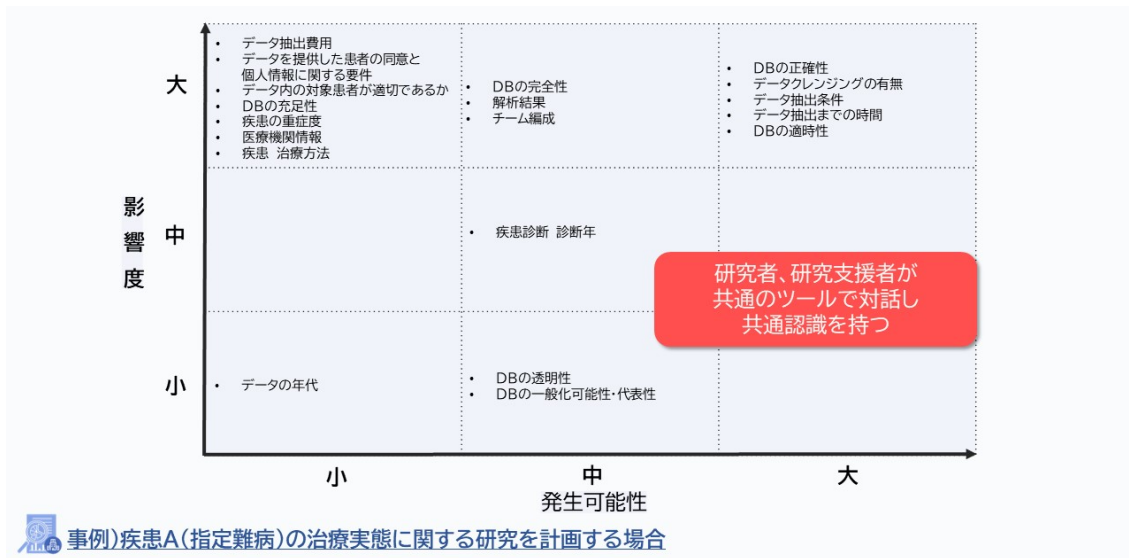 大
• データ抽出費用
• データを提供した患者の同意と
個人情報に関する要件
• データ内の対象患者が適切であるか
• DBの充足性
• 疾患の重症度
• 医療機関情報
• 疾患 治療方法
• DBの完全性
• 解析結果
• チーム編成
• DBの正確性
• データクレンジングの有無
• データ抽出条件
• データ抽出までの時間
• DBの適時性
影響度
中
• 疾患診断 診断年
研究者、研究支援者が
共通のツールで対話し
共通認識を持つ
小
• データの年代
• DBの透明性
• DBの一般化可能性・代表性
小
中
大
発生可能性
事例)疾患A(指定難病)の治療実態に関する研究を計画する場合